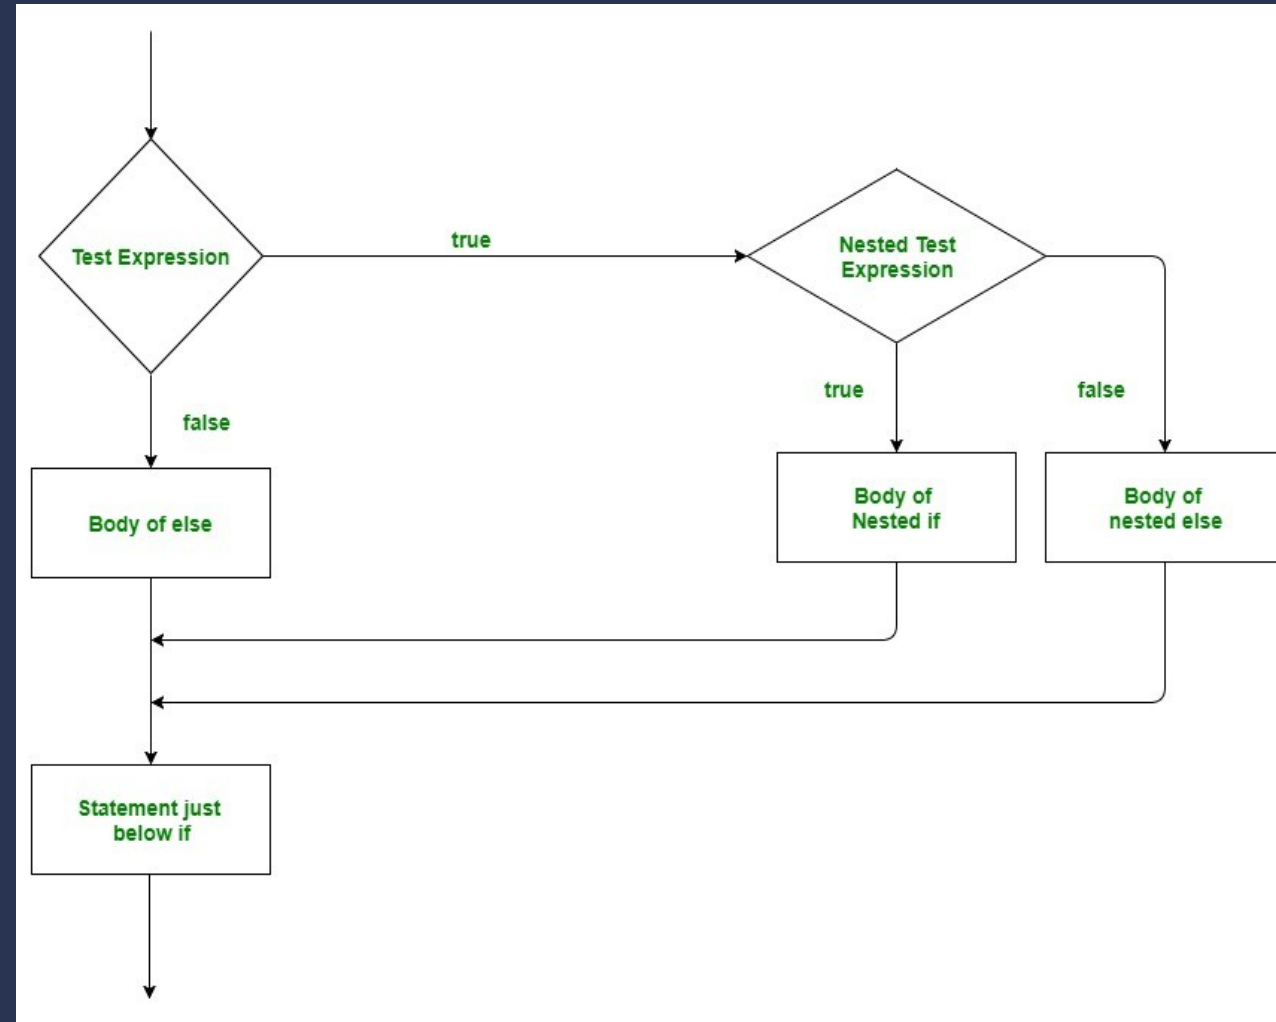 Test Expression
true
Nested Test
Expression
false
true
false
Body of else
Body of
Nested if
Body of
nested else
Statement just
below if